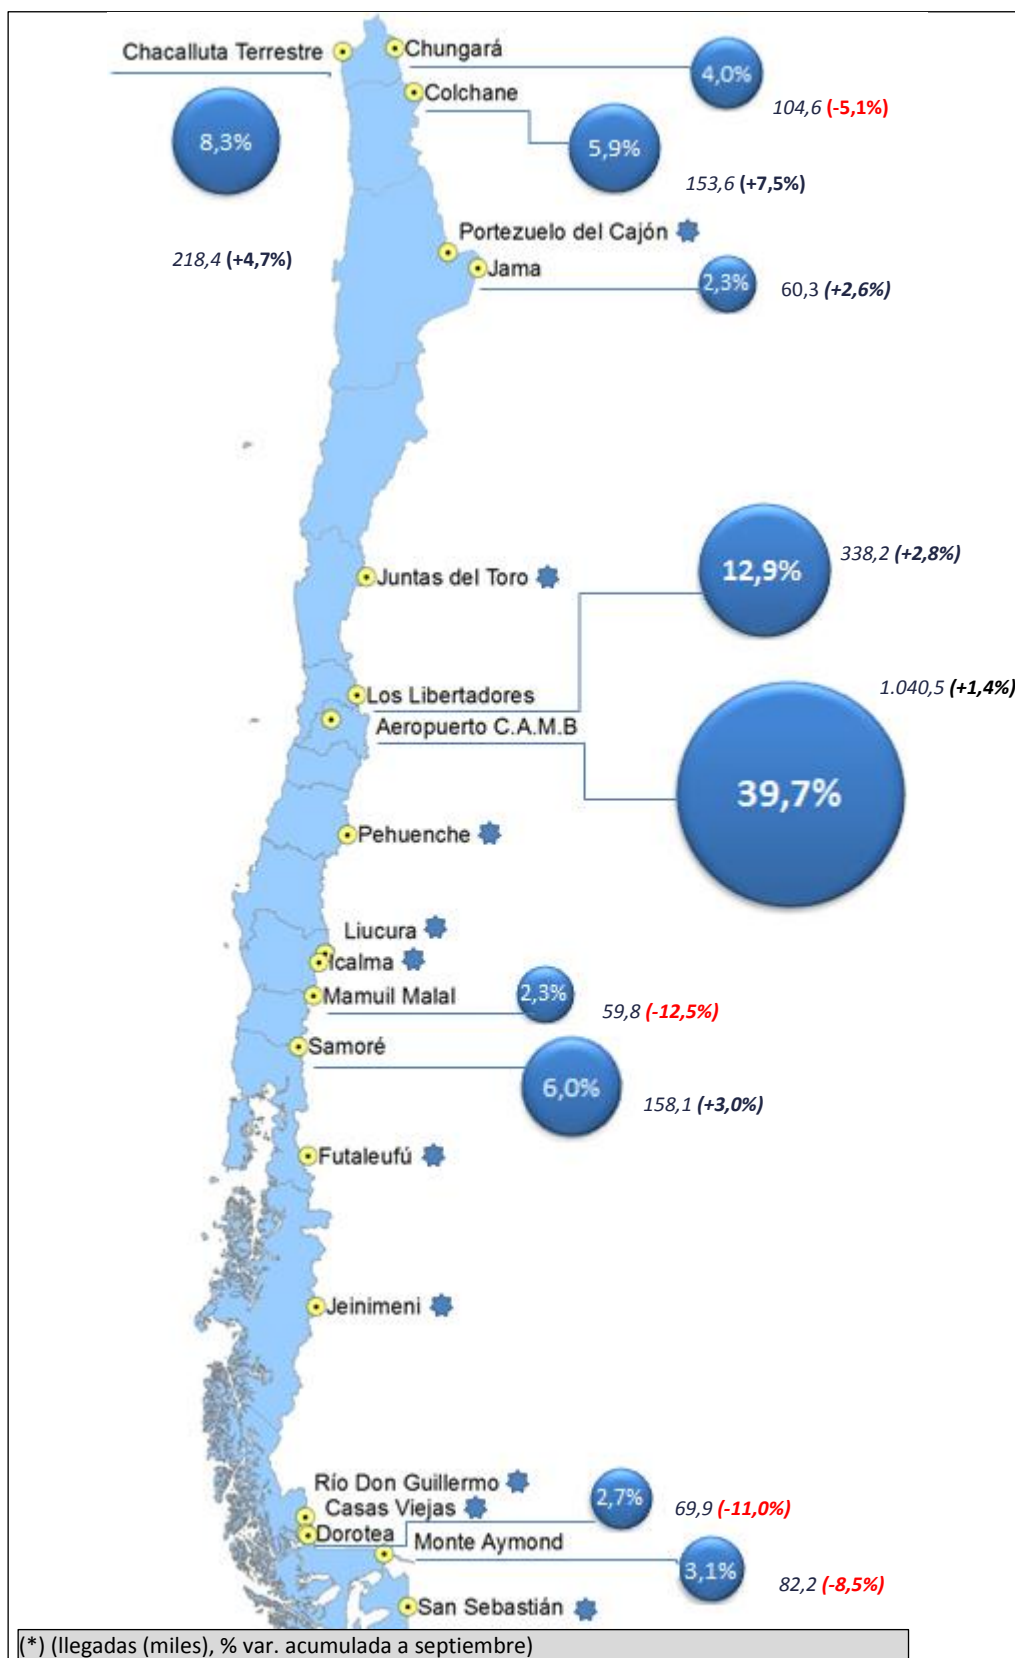 Chacalluta Terrestre
Chungará
4,0%
104,6 (-5,1%)
Colchane
8,3%
5,9%
153,6 (+7,5%)
218,4 (+4,7%)
Portezuelo del Cajón
Jama
2,3%
60,3 (+2,6%)
Juntas del Toro
12,9%
338,2 (+2,8%)
Los Libertadores
Aeropuerto C.A.M.B
1.040,5 (+1,4%)
39,7%
Pehuenche
Liucura
Icalma
Mamuil Malal
2,3%
59,8 (-12,5%)
Samoré
6,0%
158,1 (+3,0%)
Futaleufú
Jeinimeni
Río Don Guillermo
Casas Viejas
Dorotea
2,7%
69,9 (-11,0%)
Monte Aymond
3,1%
82,2 (-8,5%)
San Sebastián
(*) (llegadas (miles), % var. acumulada a septiembre)